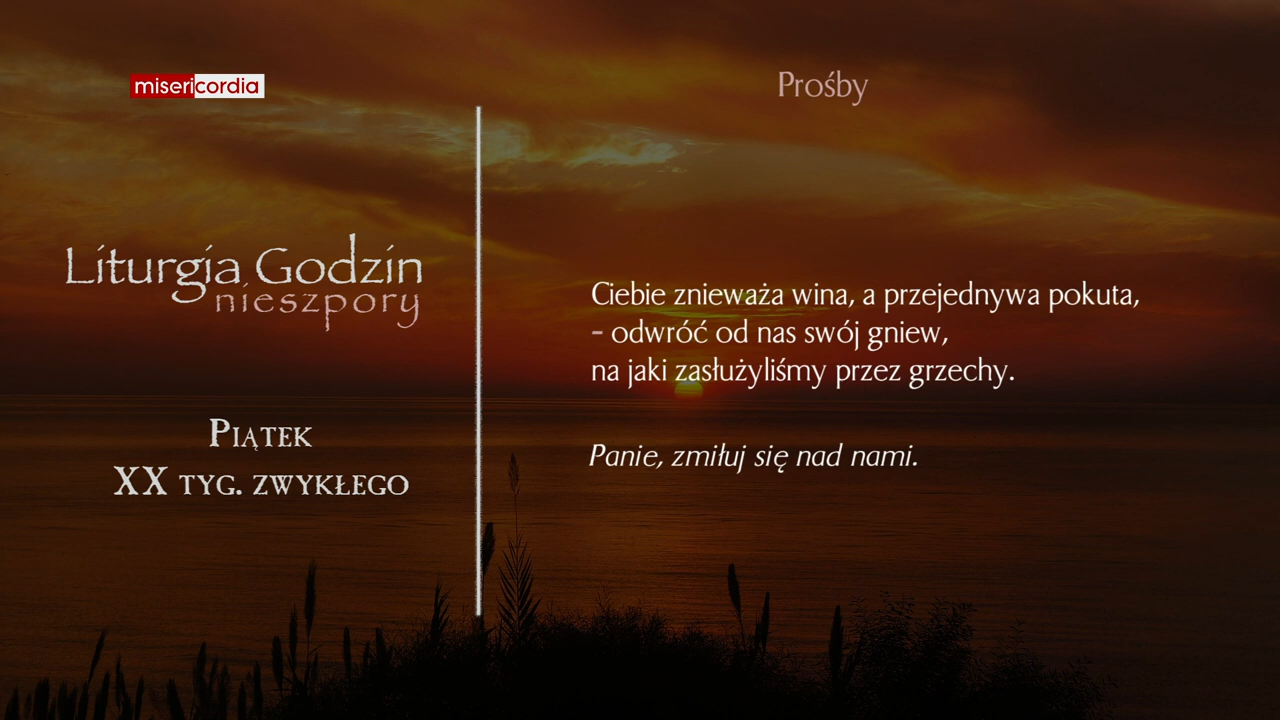 misericordia
Prośby
Liturgia Godzin
nieszpory
Ciebie znieważa wina, a przejednywa pokuta,
- odwróć od nas swój gniew,
na jaki zasłużyliśmy przez grzechy.
Piątek
XX tyg. zwykłego
Panie, zmiłuj się nad nami.